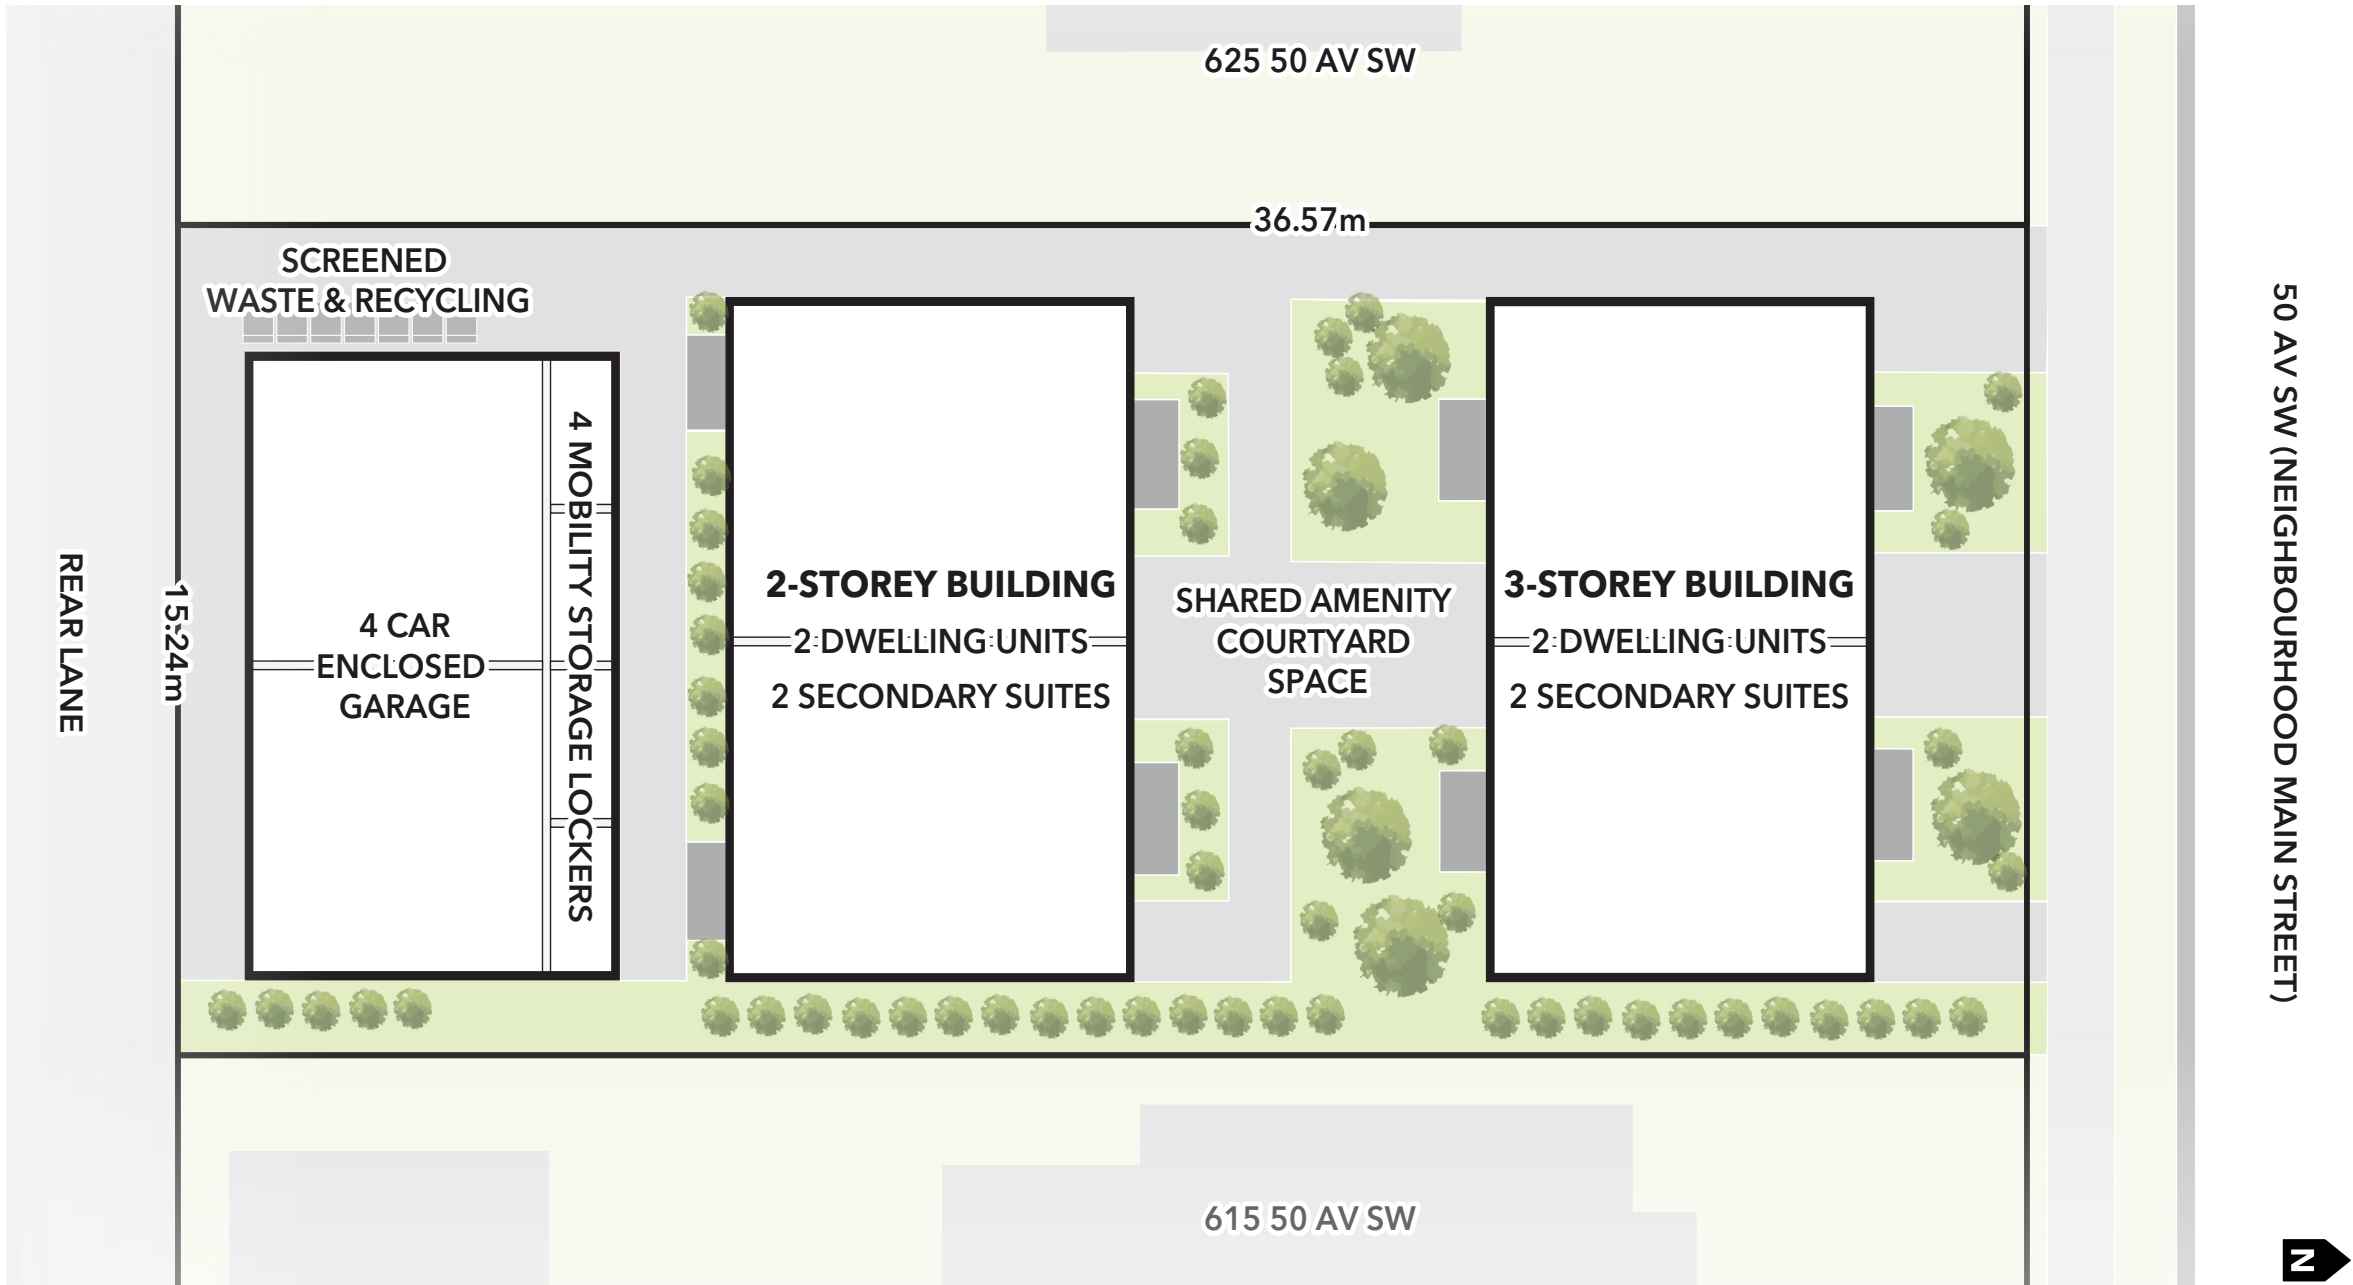 625 50 AV SW
36.57m
SCREENED
WASTE & RECYCLING
REAR LANE
15.24m
4 CAR
ENCLOSED
GARAGE
4 MOBILITY STORAGE LOCKERS
2-STOREY BUILDING
2 DWELLING UNITS
2 SECONDARY SUITES
SHARED AMENITY
COURTYARD
SPACE
3-STOREY BUILDING
2 DWELLING UNITS
2 SECONDARY SUITES
50 AV SW (NEIGHBOURHOOD MAIN STREET)
615 50 AV SW
N